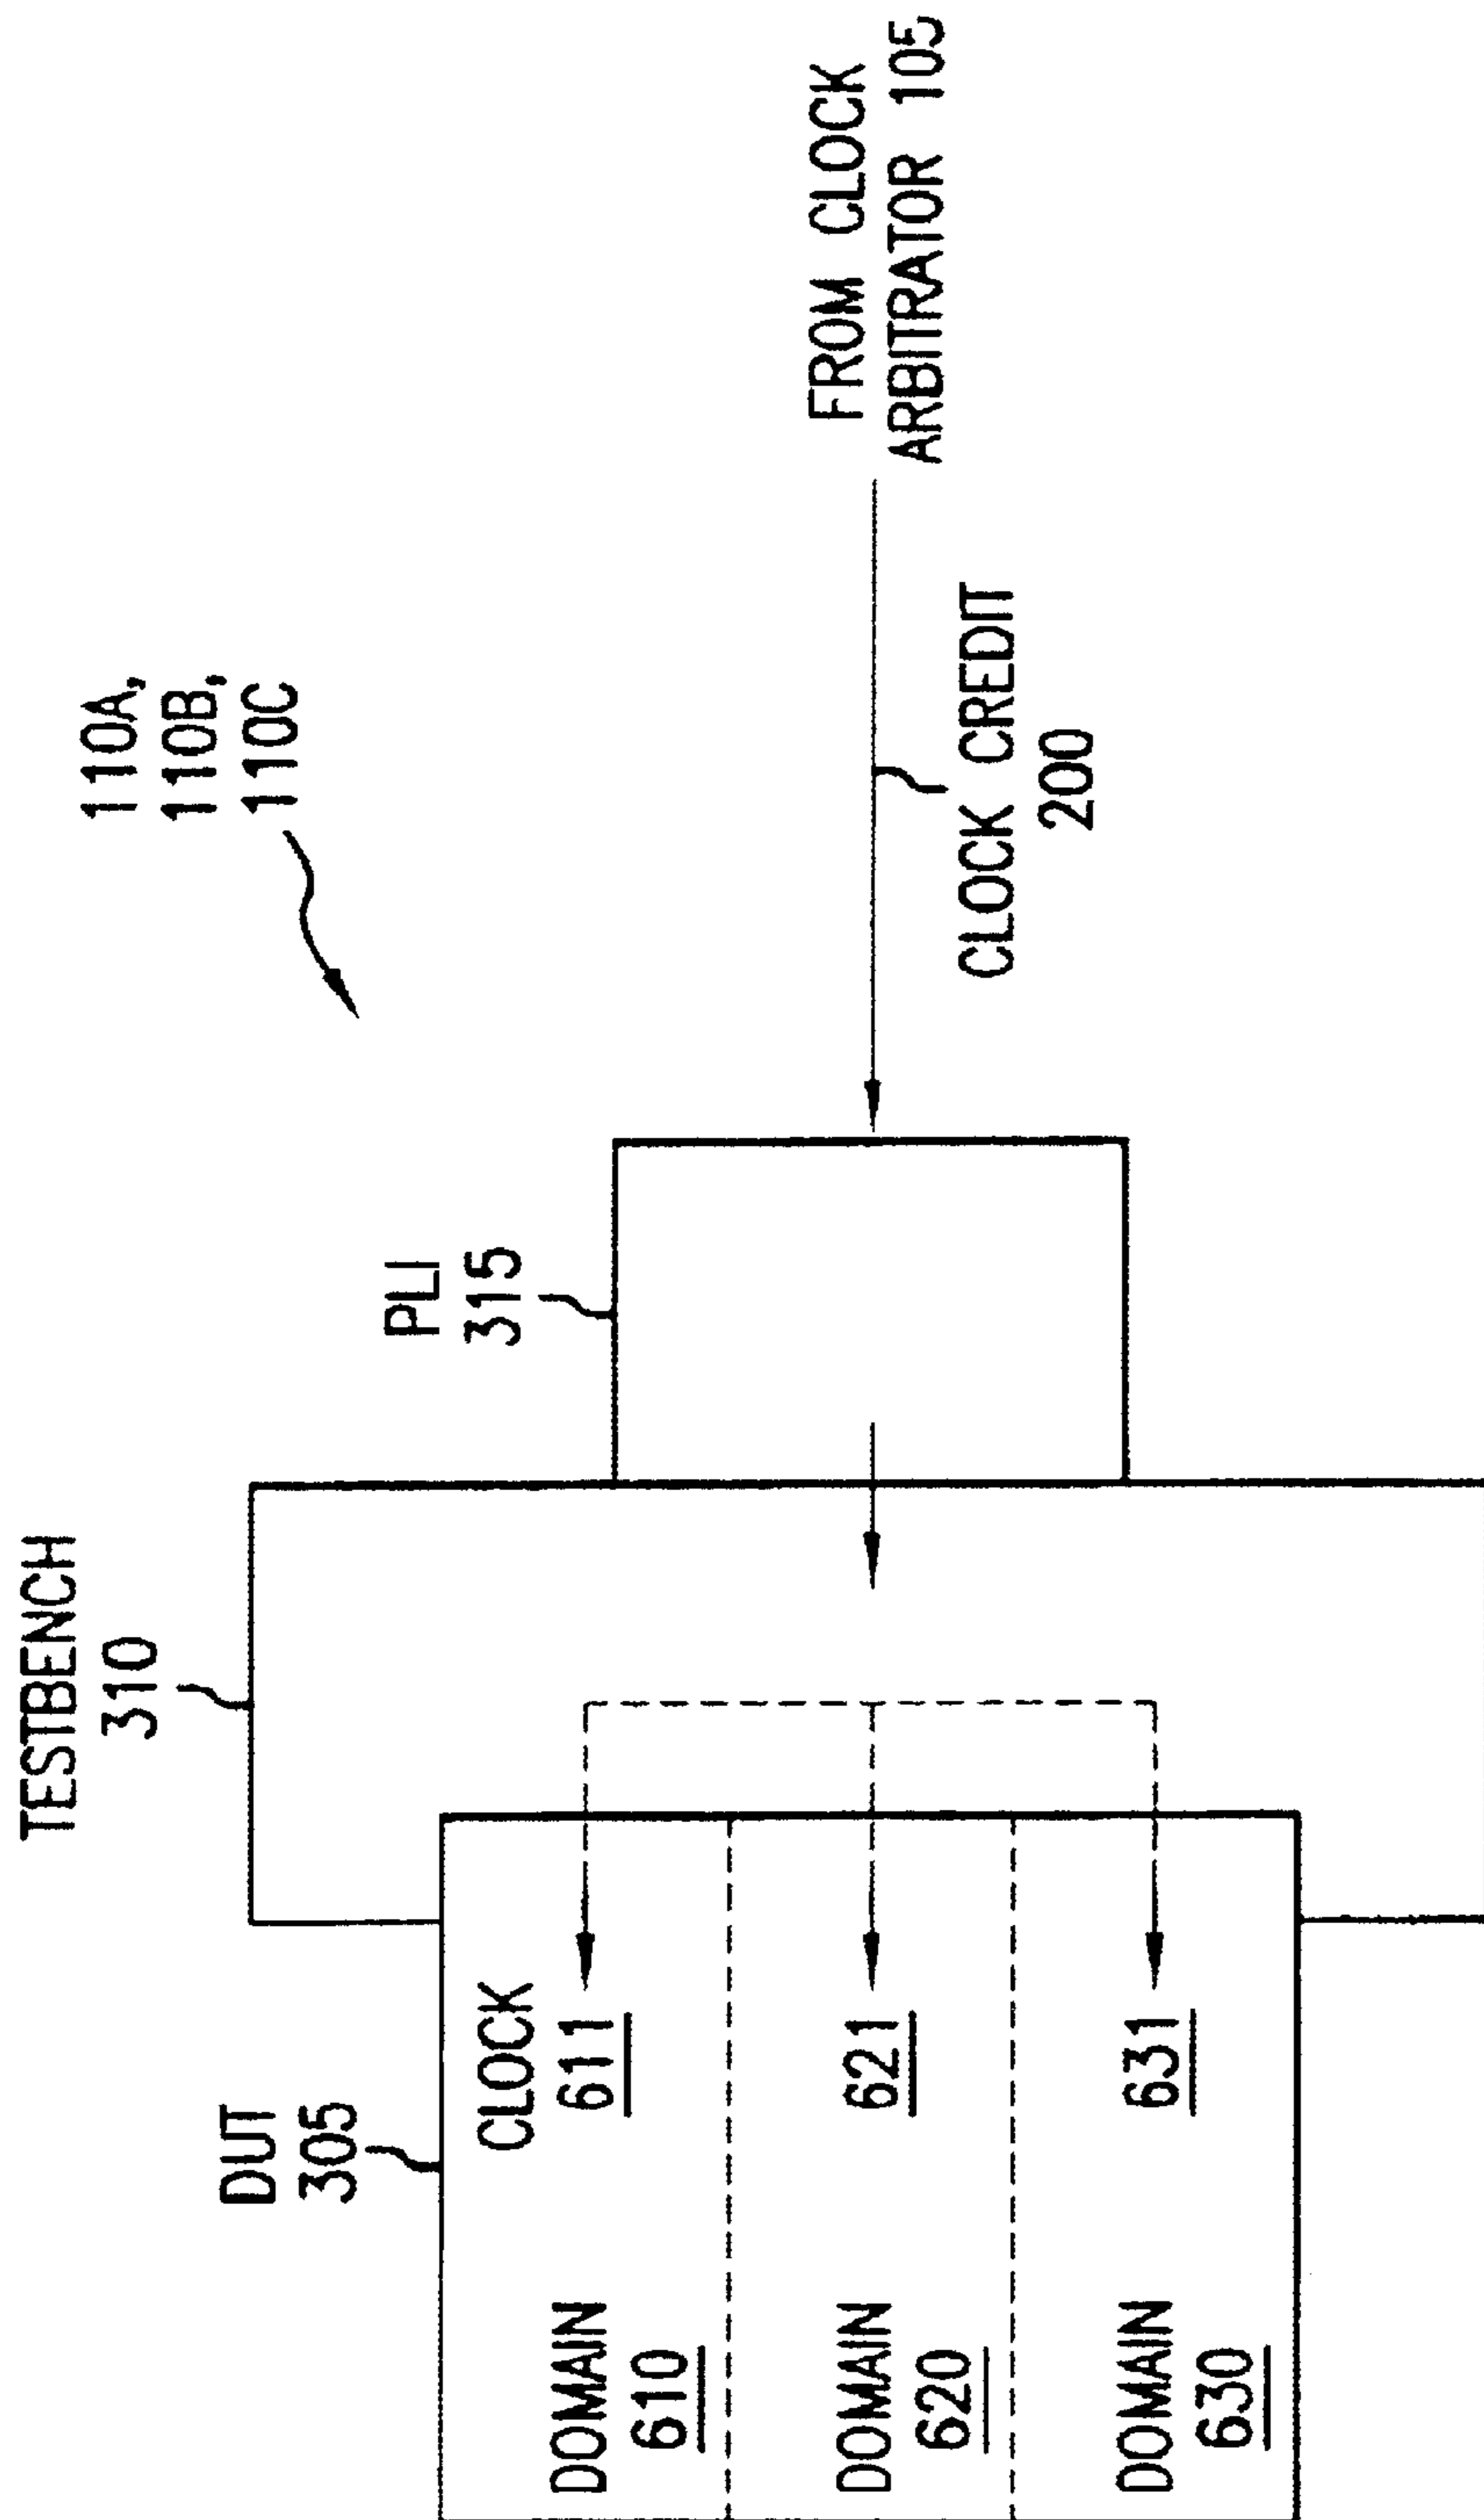 TESTBENCH
310
DUT
305
PLI
315
110A,
110B,
110C
DOMAIN
610
CLOCK
611
DOMAIN
620
621
DOMAIN
630
631
FROM CLOCK
ARBITRATOR 105
CLOCK CREDIT
200